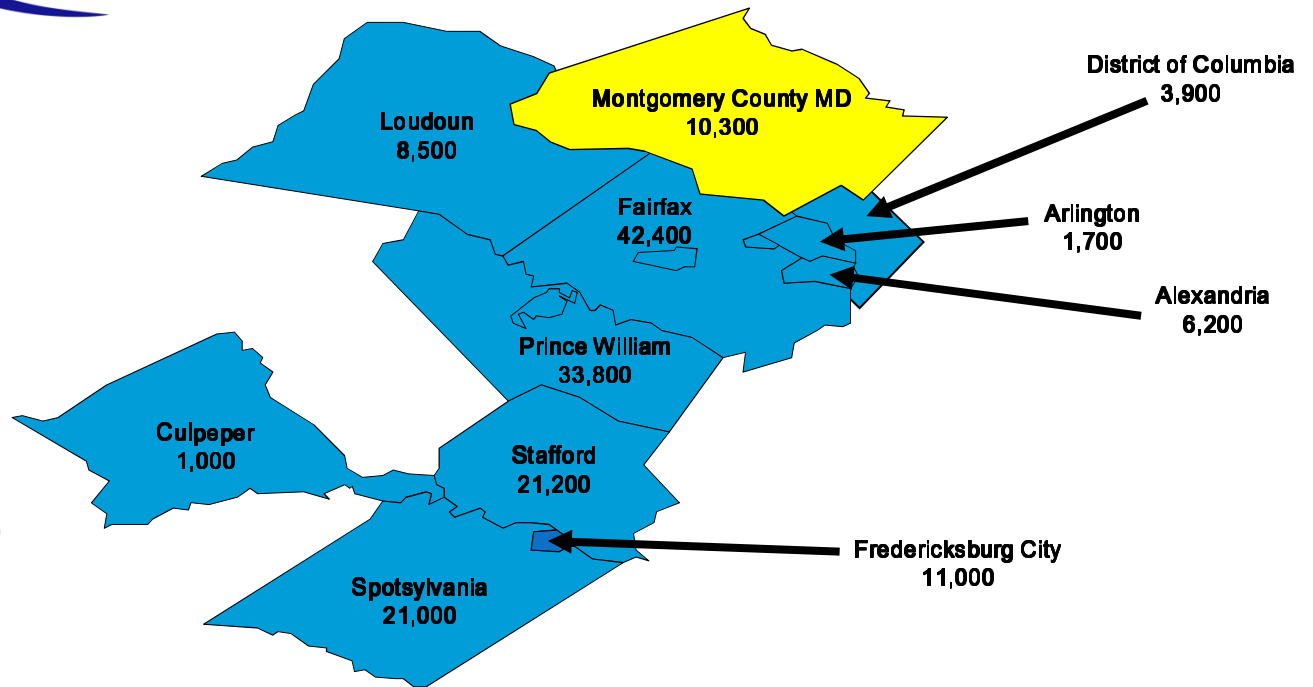 District of Columbia
3,900
Montgomery County MD
10,300
Loudoun
8,500
Fairfax
42,400
Arlington
1,700
Alexandria
6,200
Prince William
33,800
Culpeper
1,000
Stafford
21,200
Fredericksburg City
11,000
Spotsylvania
21,000